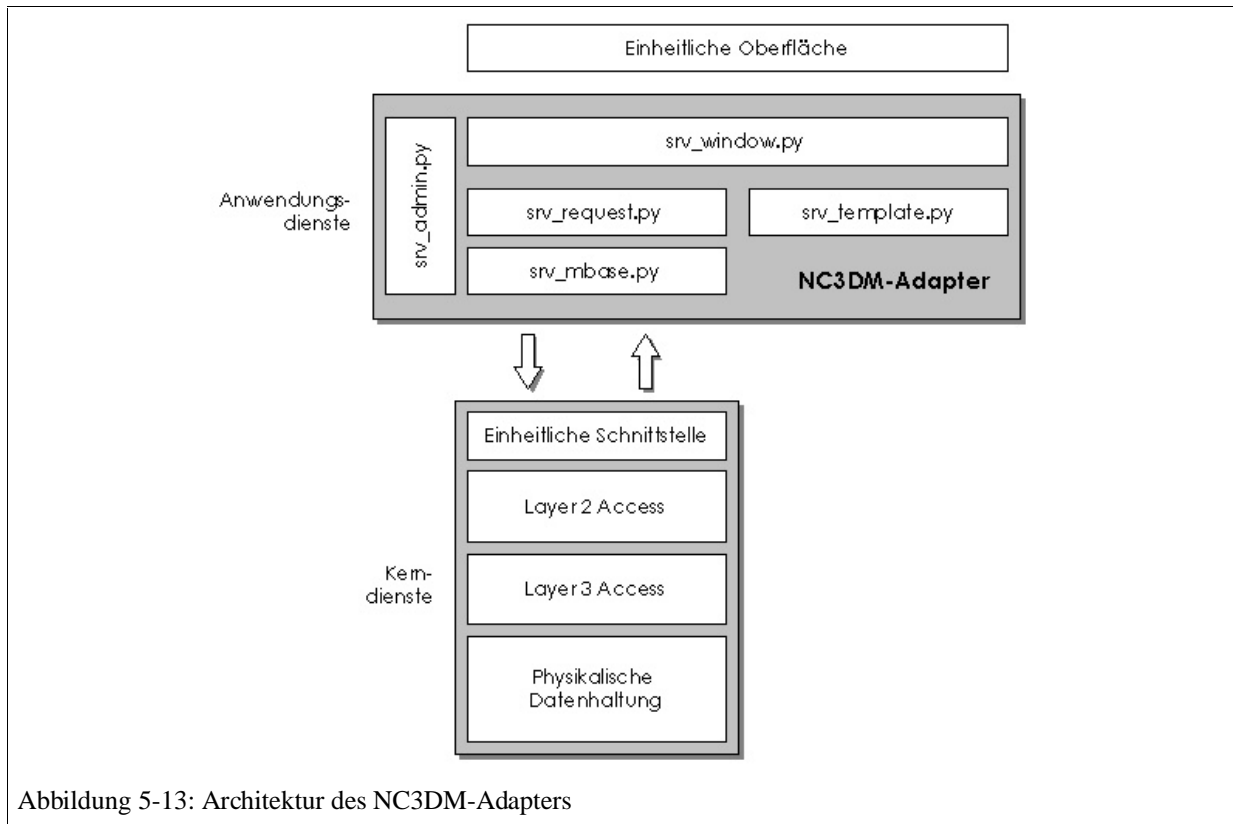 Einheitliche Oberfläche
srv_admin.py
srv_window.py
Anwendungs-
dienste
srv_request.py
srv_template.py
srv_mbase.py
NC3DM-Adapter
Einheitliche Schnittstelle
Layer 2 Access
Kern-
dienste
Layer 3 Access
Physikalische
Datenhaltung
Abbildung 5-13: Architektur des NC3DM-Adapters